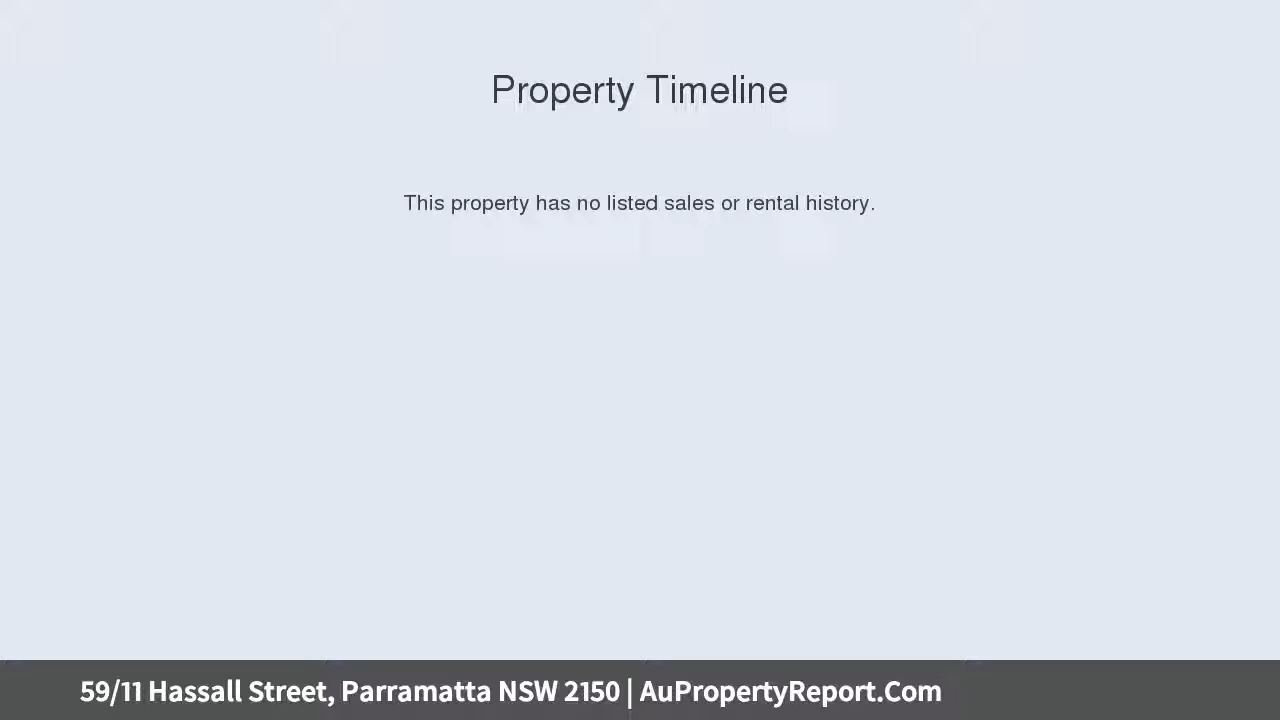 Property Timeline
This property has no listed sales or rental history.
59/11 Hassall Street, Parramatta NSW 2150 | AuPropertyReport.Com